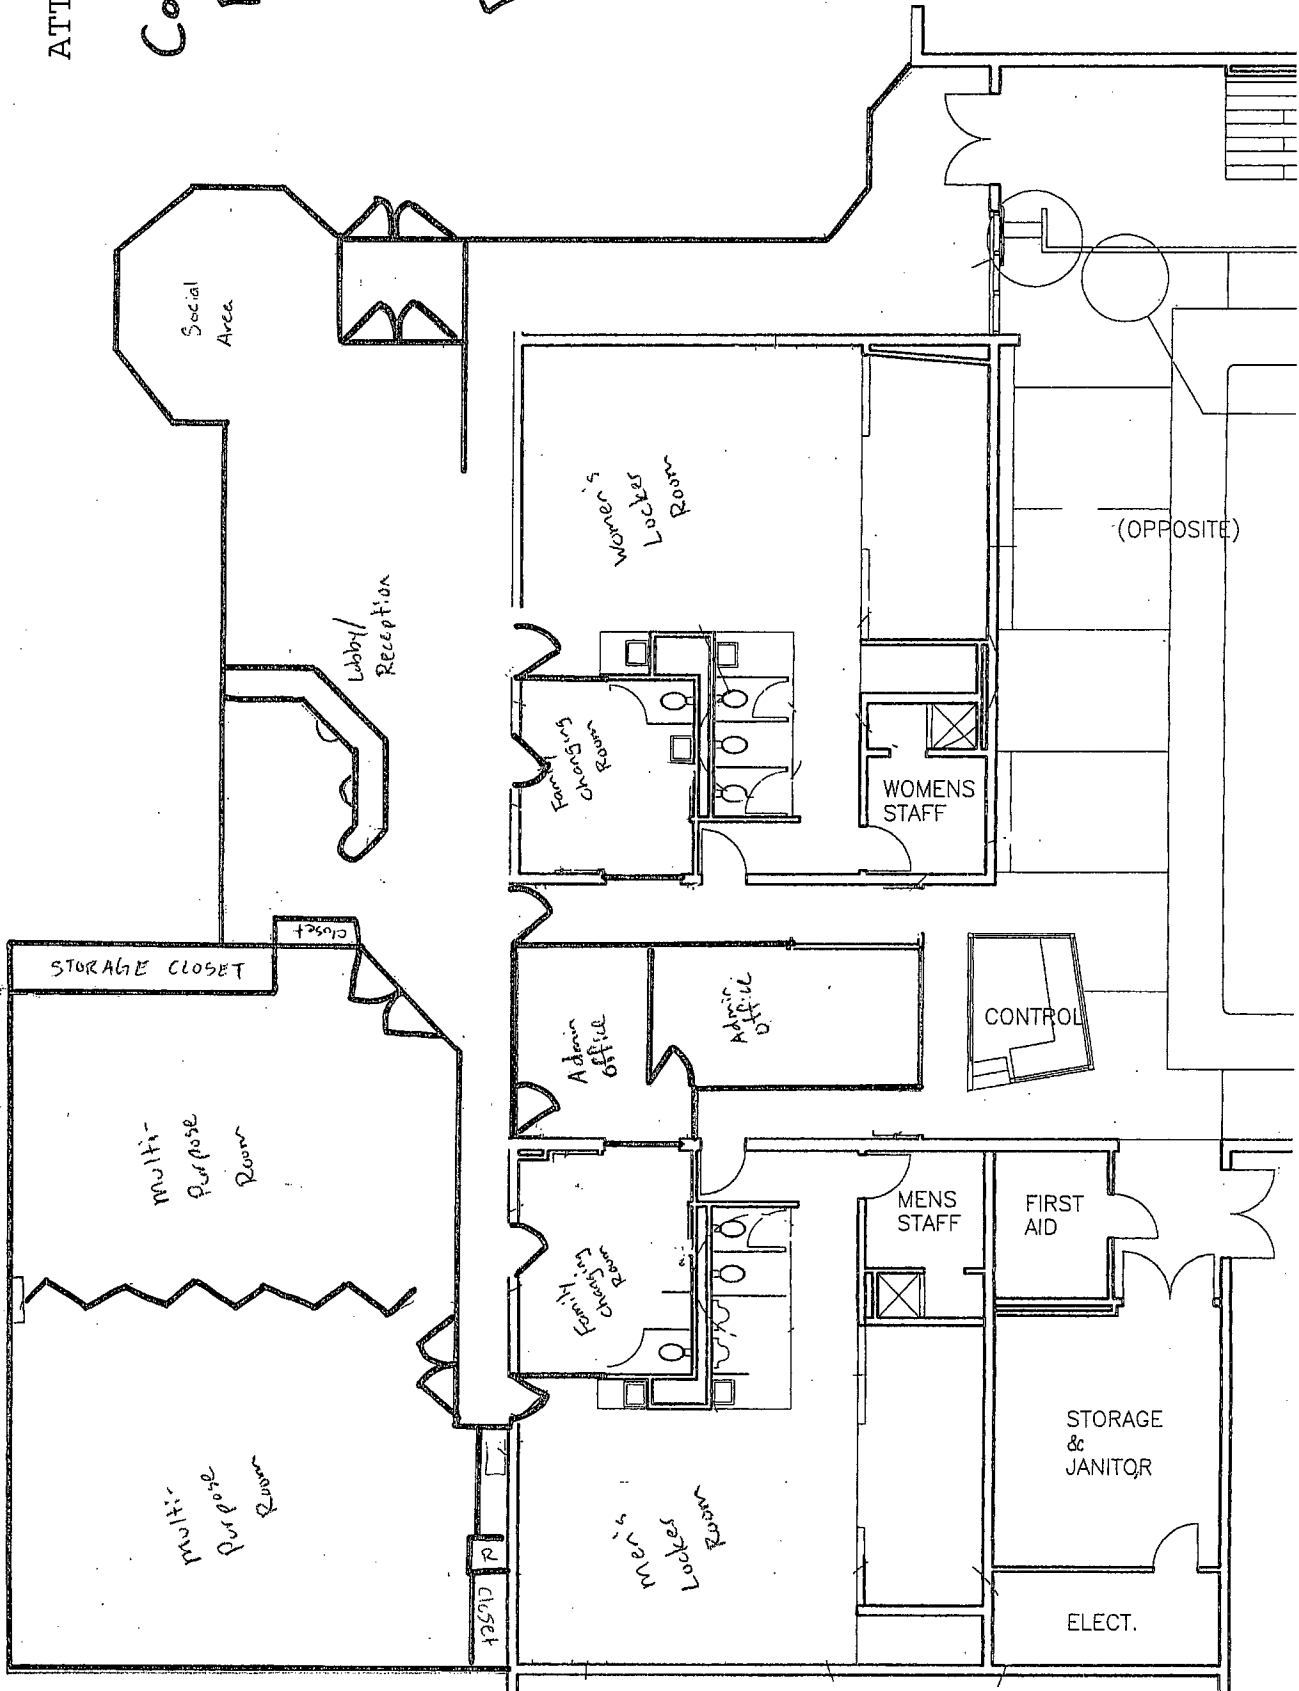 ATT
Co
Social
Area
Women's
Locker
Room
(OPPOSITE)
Lobby/
Reception
Family
Changing
Room
WOMENS
STAFF
Closet
STORAGE CLOSET
Admin
Office
Admin
Office
CONTROL
Multi-
Purpose
Room
MENS
STAFF
FIRST
AID
Family
Changing
Room
Multi-
Purpose
Room
STORAGE
&
JANITOR
Men's
Locker
Room
R
Closet
ELECT.